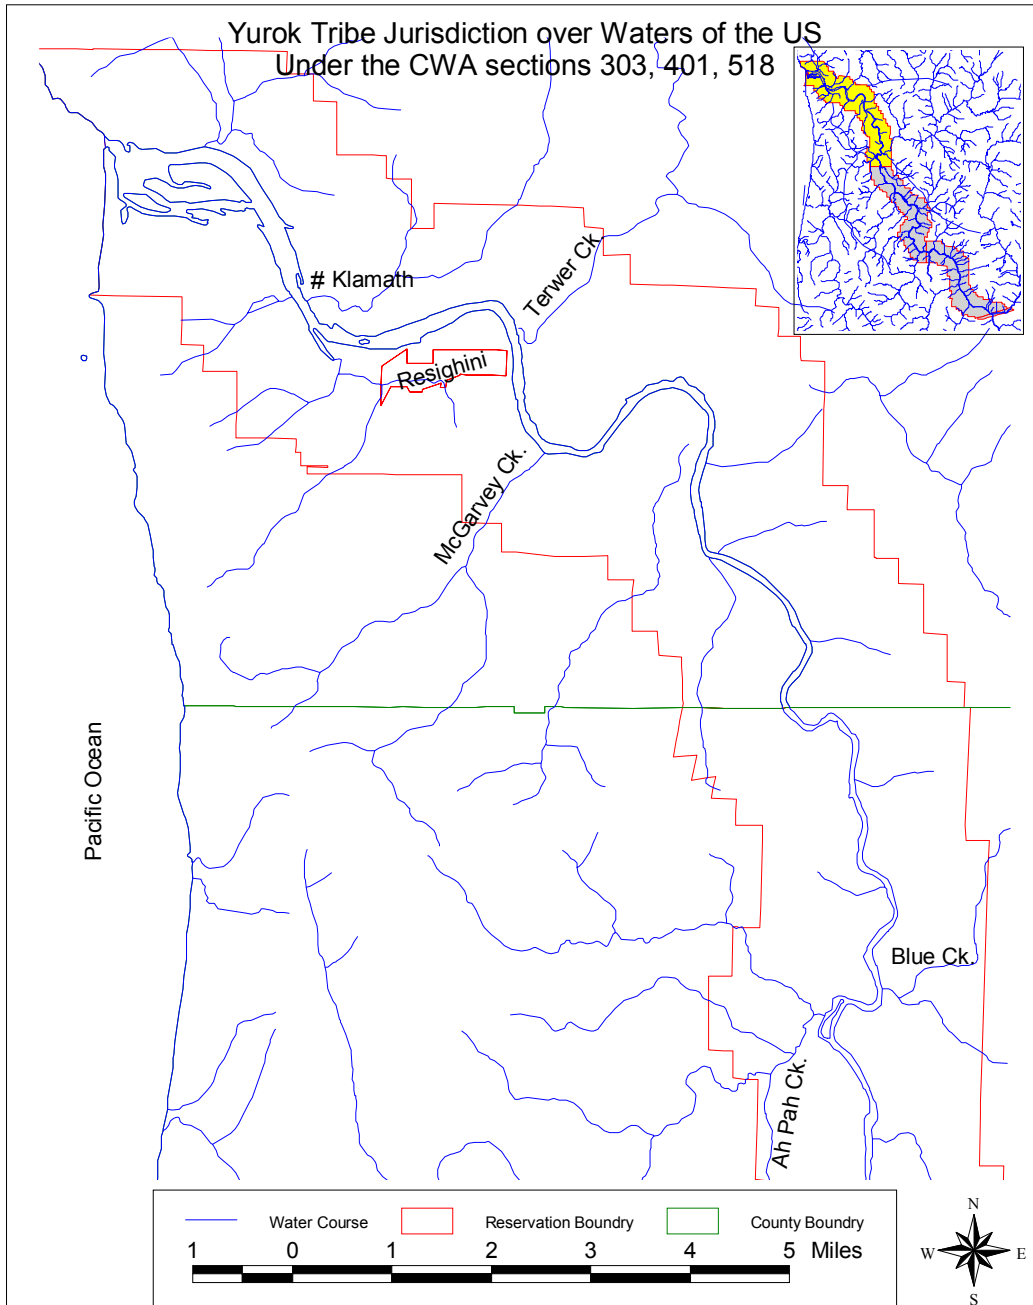 Yurok Tribe Jurisdiction over Waters of the US
Under the CWA sections 303, 401, 518
# Klamath
Terwer Ck
Resighini
McGarvey Ck.
Pacific Ocean
Blue Ck.
Ah Pah Ck.
Water Course
Reservation Boundry
County Boundry
1 0 1 2 3 4 5 Miles
N
W E
S